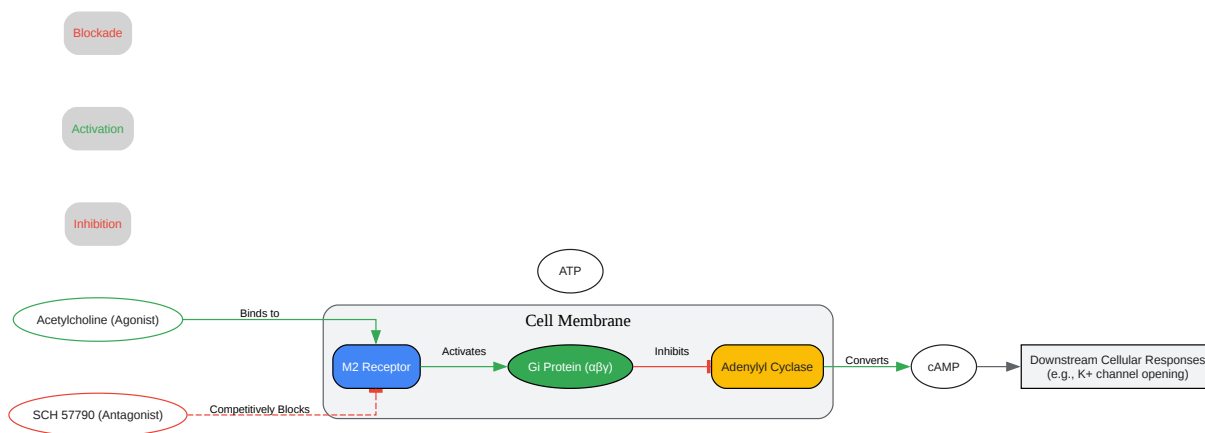 Blockade
Activation
Inhibition
ATP
Acetylcholine (Agonist)
Binds to
Cell Membrane
M2 Receptor
Activates
Gi Protein (αβγ)
Inhibits
Adenylyl Cyclase
Converts
cAMP
Downstream Cellular Responses
(e.g., K+ channel opening)
SCH 57790 (Antagonist)
Competitively Blocks